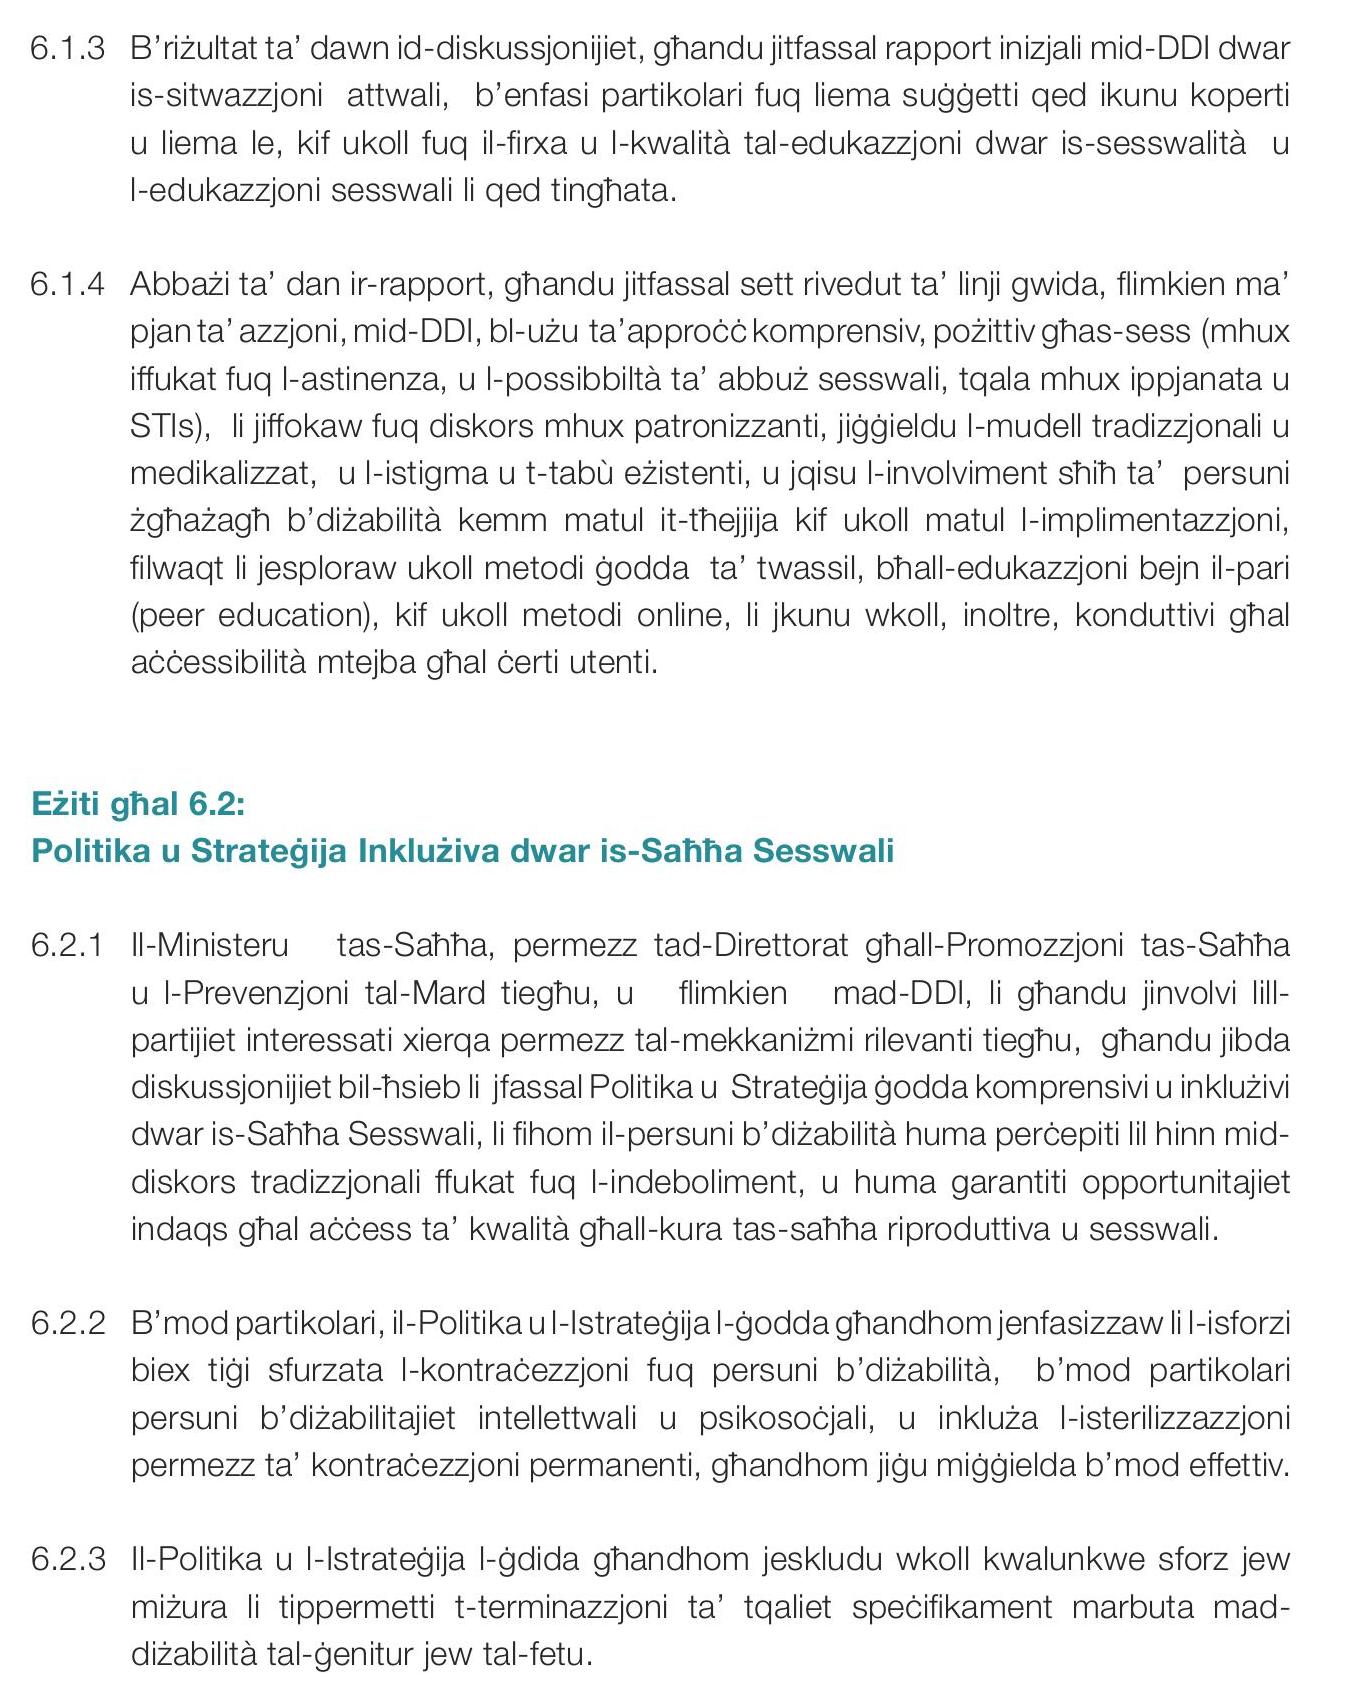 6.1.3 B’riżultat ta’ dawn id-diskussjonijiet, għandu jitfassal rapport inizjali mid-DDI dwar
is-sitwazzjoni attwali, b’enfasi partikolari fuq liema suġġetti qed ikunu koperti
u liema le, kif ukoll fuq il-firxa u l-kwalità tal-edukazzjoni dwar is-sesswalità u
l-edukazzjoni sesswali li qed tingħata.
6.1.4 Abbażi ta’ dan ir-rapport, għandu jitfassal sett rivedut ta’ linji gwida, flimkien ma’
pjan ta’ azzjoni, mid-DDI, bl-użu ta’approċċ komprensiv, pożittiv għas-sess (mhux
iffukat fuq l-astinenza, u l-possibbiltà ta’ abbuż sesswali, tqala mhux ippjanata u
STIs), li jiffokaw fuq diskors mhux patronizzanti, jiġġieldu l-mudell tradizzjonali u
medikalizzat, u l-istigma u t-tabù eżistenti, u jqisu l-involviment sħiħ ta’ persuni
żgħażagħ b’diżabilità kemm matul it-tħejjija kif ukoll matul l-implimentazzjoni,
filwaqt li jesploraw ukoll metodi ġodda ta’ twassil, bħall-edukazzjoni bejn il-pari
(peer education), kif ukoll metodi online, li jkunu wkoll, inoltre, konduttivi għal
aċċessibilità mtejba għal ċerti utenti.
Eżiti għal 6.2:
Politika u Strateġija Inklużiva dwar is-Saħħa Sesswali
6.2.1 Il-Ministeru tas-Saħħa, permezz tad-Direttorat għall-Promozzjoni tas-Saħħa
u l-Prevenzjoni tal-Mard tiegħu, u flimkien mad-DDI, li għandu jinvolvi lill-
partijiet interessati xierqa permezz tal-mekkaniżmi rilevanti tiegħu, għandu jibda
diskussjonijiet bil-ħsieb li jfassal Politika u Strateġija ġodda komprensivi u inklużivi
dwar is-Saħħa Sesswali, li fihom il-persuni b’diżabilità huma perċepiti lil hinn mid-
diskors tradizzjonali ffukat fuq l-indeboliment, u huma garantiti opportunitajiet
indaqs għal aċċess ta’ kwalità għall-kura tas-saħħa riproduttiva u sesswali.
6.2.2 B’mod partikolari, il-Politika u l-Istrateġija l-ġodda għandhom jenfasizzaw li l-isforzi
biex tiġi sfurzata l-kontraċezzjoni fuq persuni b’diżabilità, b’mod partikolari
persuni b’diżabilitajiet intellettwali u psikosoċjali, u inkluża l-isterilizzazzjoni
permezz ta’ kontraċezzjoni permanenti, għandhom jiġu miġġielda b’mod effettiv.
6.2.3 Il-Politika u l-Istrateġija l-ġdida għandhom jeskludu wkoll kwalunkwe sforz jew
miżura li tippermetti t-terminazzjoni ta’ tqaliet speċifikament marbuta mad-
diżabilità tal-ġenitur jew tal-fetu.